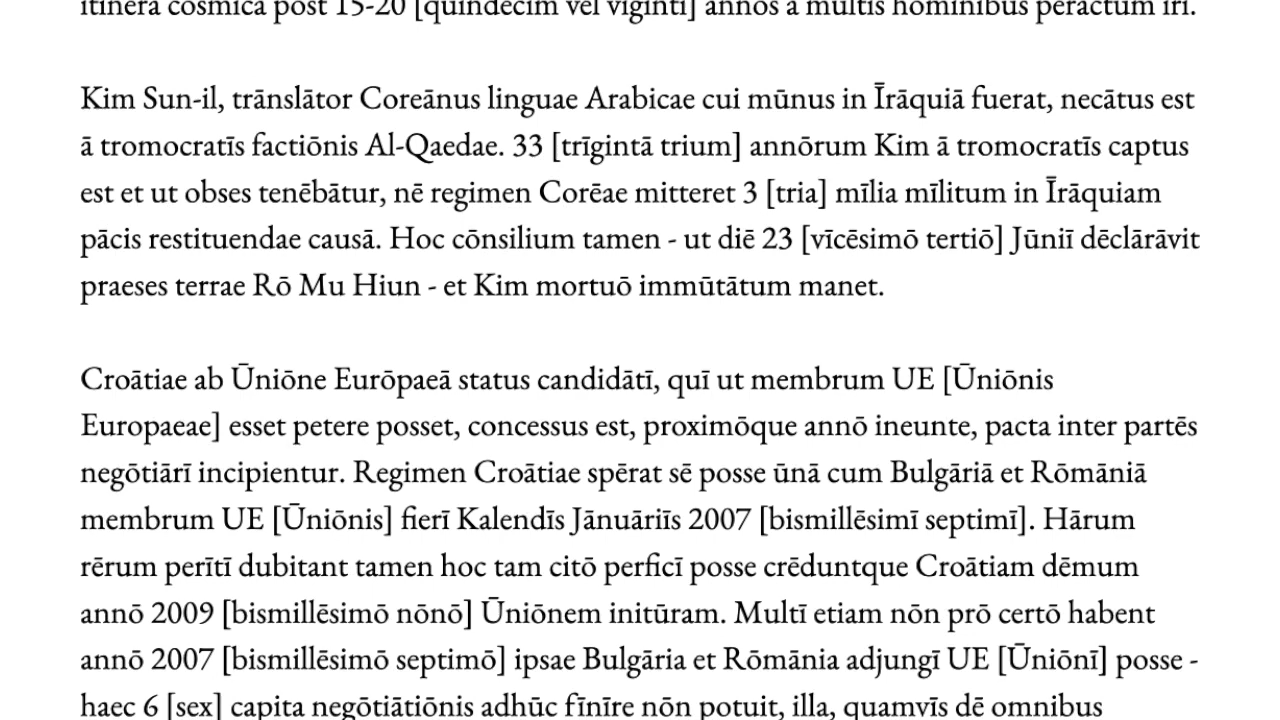 itinera cosmica post 15-20 [quīndecim vel vīgintī] annōs ā multīs hominibus perāctum īrī.
Kim Sun-il, trānslātor Coreānus linguae Arabicae cui mūnus in Īrāquiā fuerat, necātus est
ā tromocratīs factiōnis Al-Qaedae. 33 [trīgintā trium] annōrum Kim ā tromocratīs captus
est et ut obses tenēbātur, nē regimen Corēae mitteret 3 [tria] mīlia mīlitum in Īrāquiam
pācis restituendae causā. Hoc cōnsilium tamen - ut diē 23 [vīcēsimō tertiō] Jūniī dēclārāvit
praeses terrae Rō Mu Hiun - et Kim mortuō immūtātum manet.
Croātiae ab Ūniōne Eurōpaeā status candidātī, quī ut membrum UE [Ūniōnis
Europaeae] esset petere posset, concessus est, proximōque annō ineunte, pacta inter partēs
negōtiārī incipientur. Regimen Croātiae spērat sē posse ūnā cum Bulgāriā et Rōmāniā
membrum UE [Ūniōnis] fierī Kalendīs Jānuāriīs 2007 [bismillēsimī septimī]. Hārum
rērum perītī dubitant tamen hoc tam citō perficī posse crēduntque Croātiam dēmum
annō 2009 [bismillēsimō nōnō] Ūniōnem initūram. Multī etiam nōn prō certō habent
annō 2007 [bismillēsimō septimō] ipsae Bulgāria et Rōmānia adjungī UE [Ūniōnī] posse -
haec 6 [sex] capita negōtiātiōnis adhūc fīnīre nōn potuit, illa, quamvīs dē omnibus